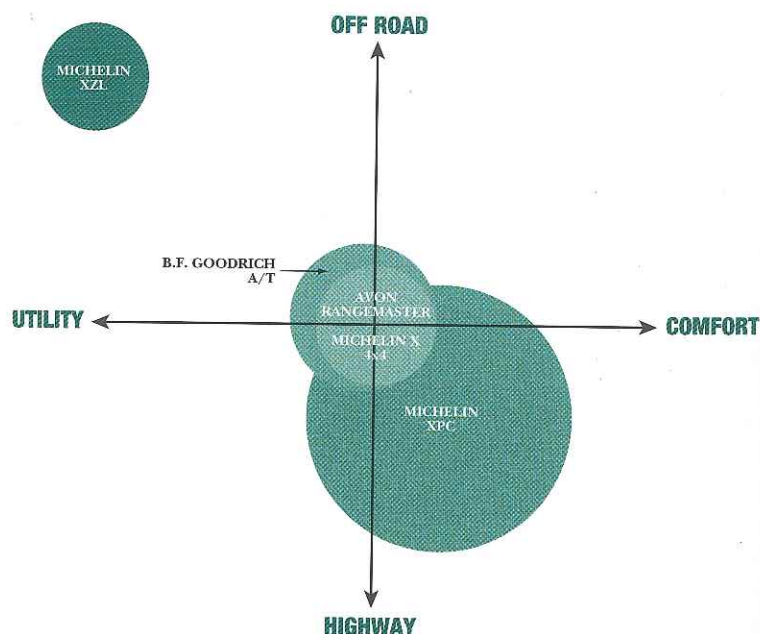 OFF ROAD
MICHELIN
XZL
B.F. GOODRICH
A/T
AVON
RANGEMASTER
UTILITY
COMFORT
MICHELIN X
4x4
MICHELIN
XPC
HIGHWAY